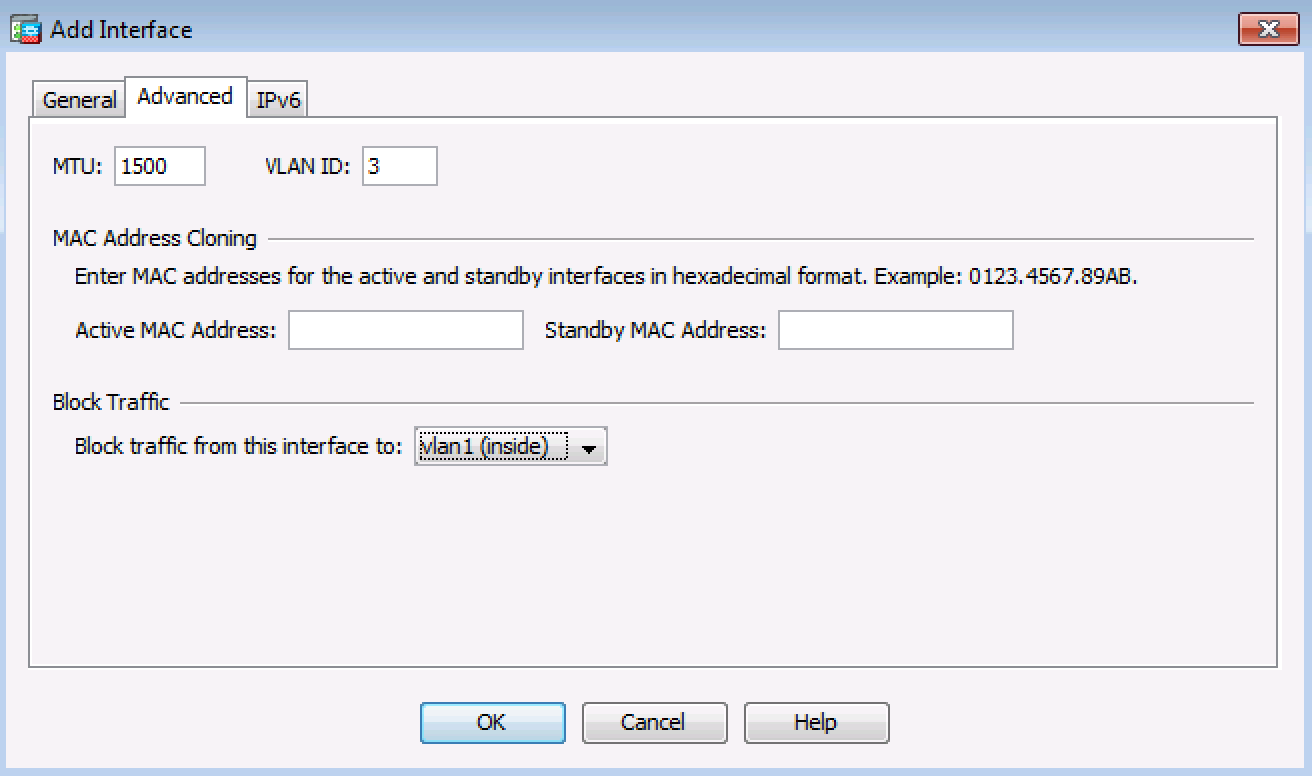 Add Interface
General Advanced IPv6
MTU: 1500 VLAN ID: 3
MAC Address Cloning
Enter MAC addresses for the active and standby interfaces in hexadecimal format. Example: 0123.4567.89AB.
Active MAC Address: Standby MAC Address:
Block Traffic
Block traffic from this interface to: vlan1 (inside)
OK Cancel Help